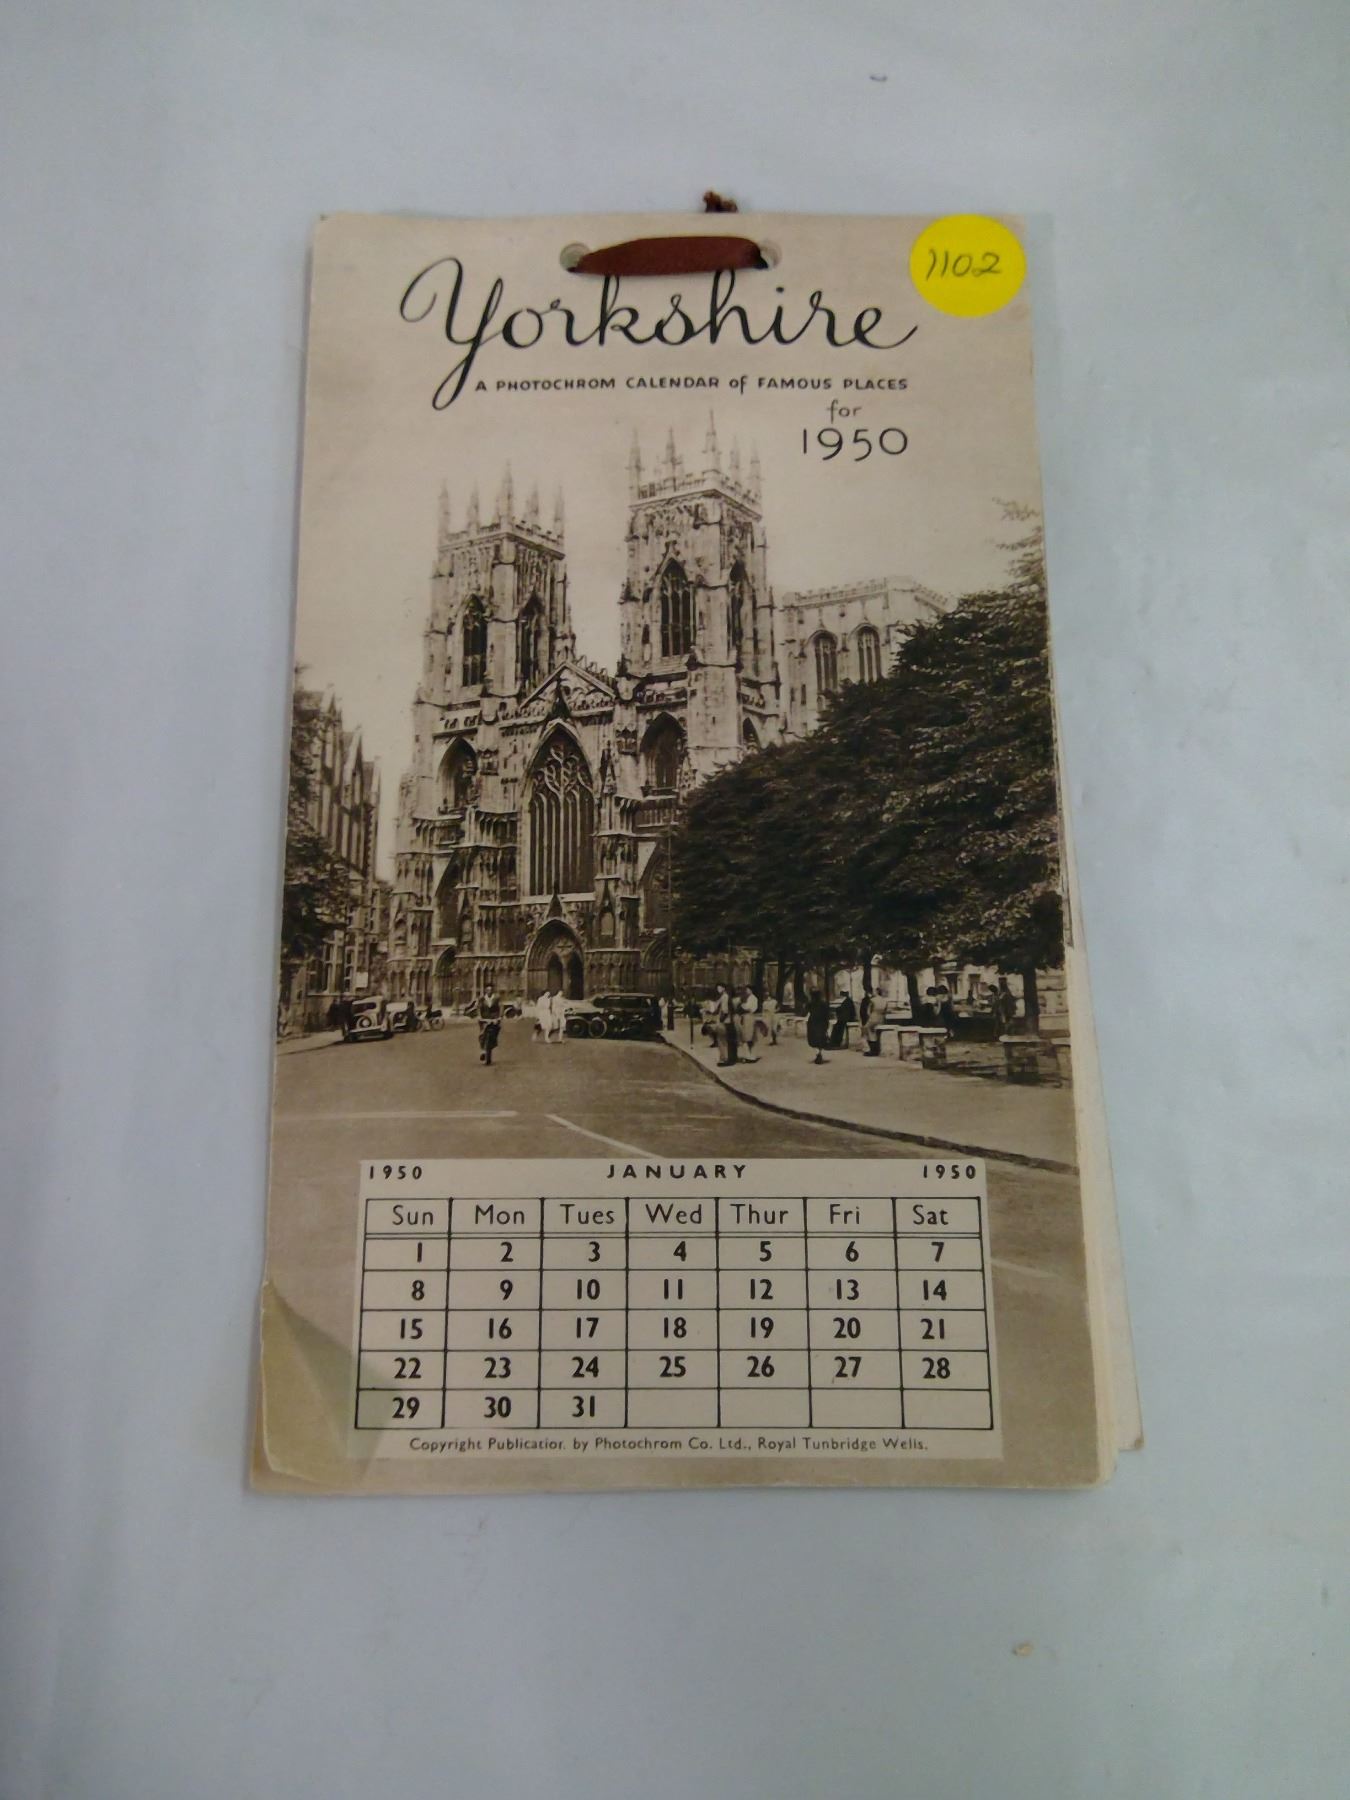 1102
Yorkshire
A PHOTOCHROM CALENDAR of FAMOUS PLACES
for
1950
1950 JANUARY 1950
Sun Mon Tues Wed Thur Fri Sat
1 2 3 4 5 6 7
8 9 10 11 12 13 14
15 16 17 18 19 20 21
22 23 24 25 26 27 28
29 30 31
Copyright Publication by Photochrom Co. Ltd., Royal Tunbridge Wells.